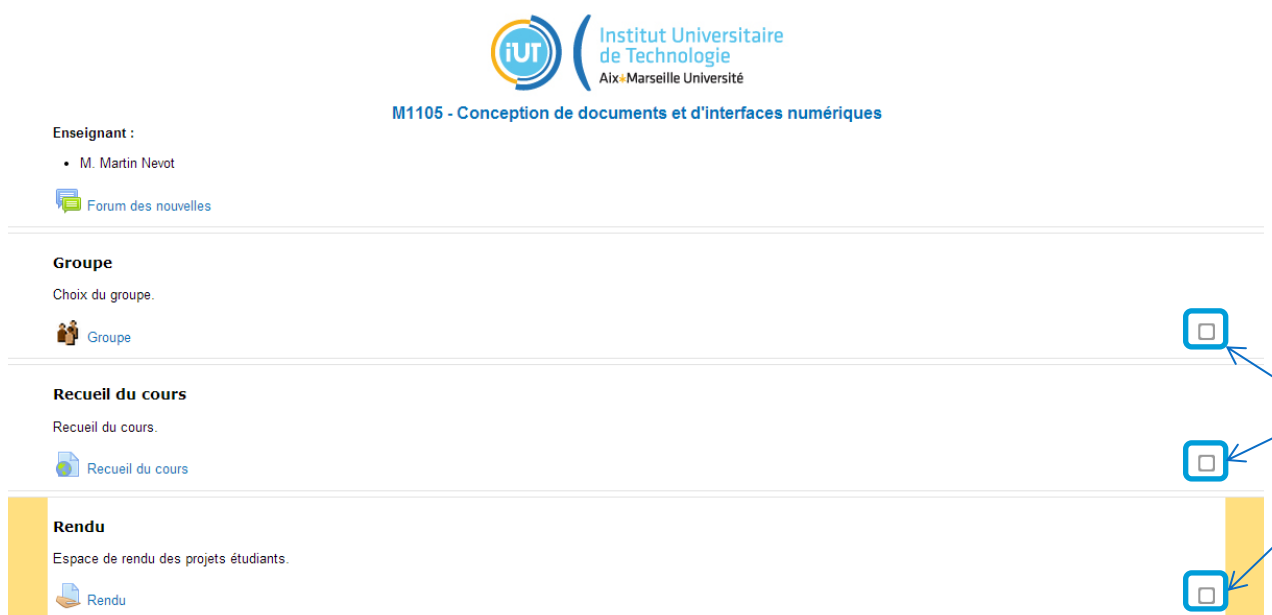 iUT
Institut Universitaire
de Technologie
Aix*Marseille Université
M1105 - Conception de documents et d'interfaces numériques
Enseignant :
• M. Martin Nevot
Forum des nouvelles
Groupe
Choix du groupe.
Groupe
Recueil du cours
Recueil du cours.
Recueil du cours
Rendu
Espace de rendu des projets étudiants.
Rendu